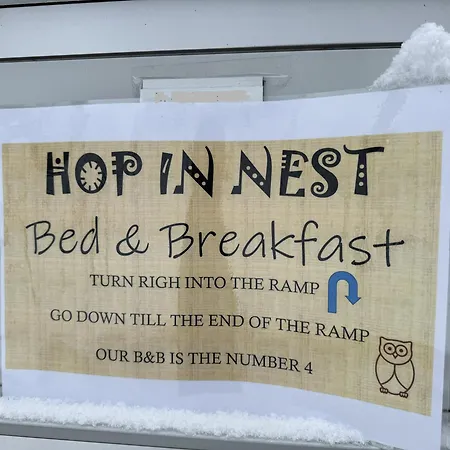 HOP IN NEST
Bed & Breakfast
TURN RIGH INTO THE RAMP
GO DOWN TILL THE END OF THE RAMP
OUR B&B IS THE NUMBER 4